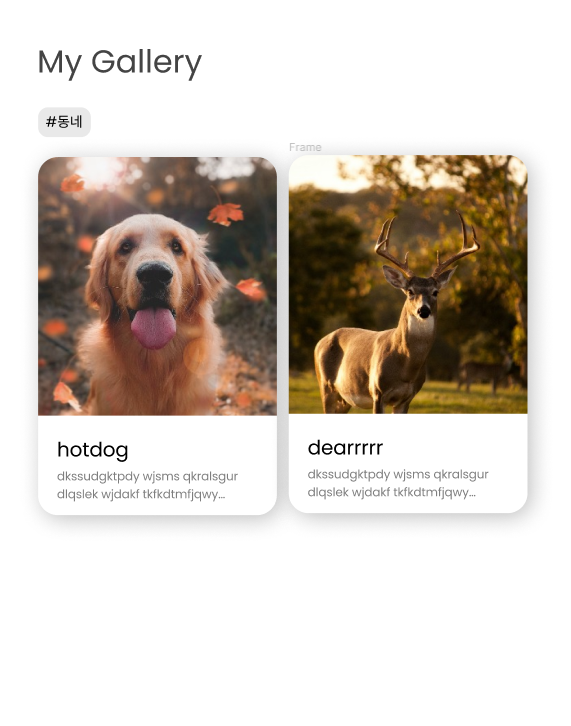 My Gallery
#동네
Frame
hotdog
dkssudgktpdy wjsms qkralsgur
dlqslek wjdakf tkfkdtmfjqwy...
dearrrrr
dkssudgktpdy wjsms qkralsgur
dlqslek wjdakf tkfkdtmfjqwy...